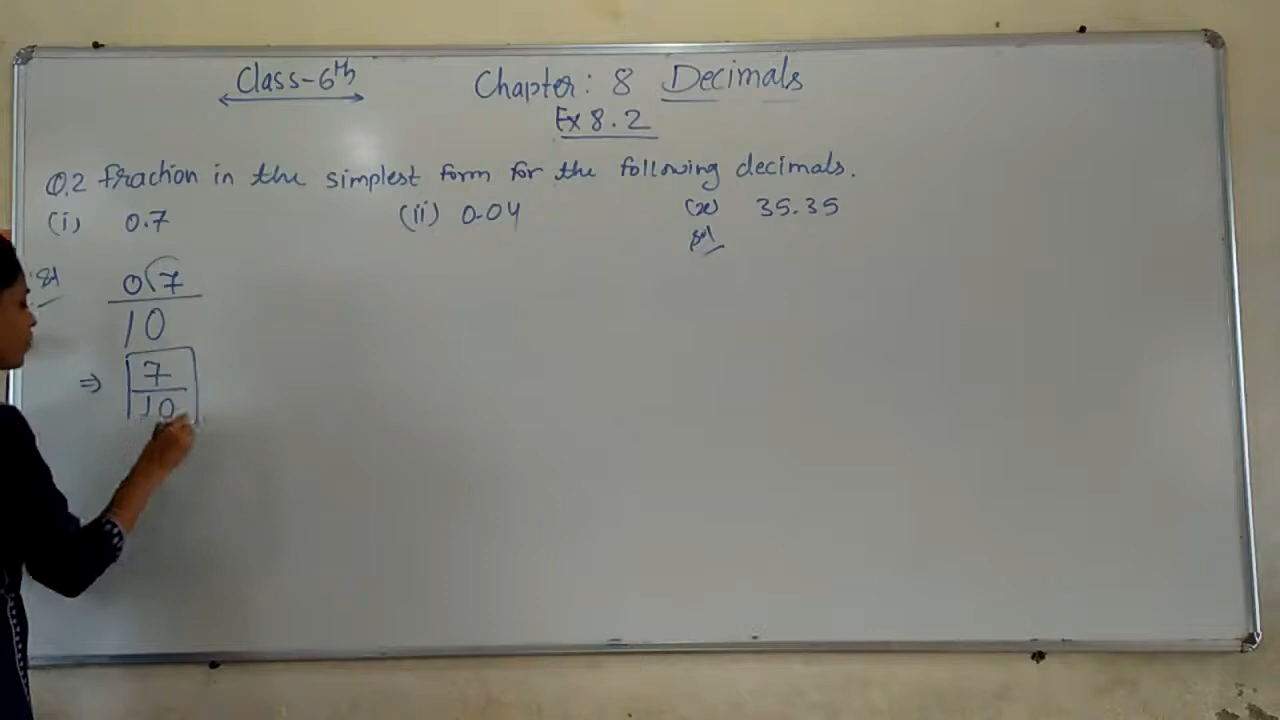 Class-6th
Chapter: 8 Decimals
Ex 8.2
Q.2 fraction in the simplest form for the following decimals.
(i) 0.7 (ii) 0.04 (x) 35.35
Sol
Sol
0 7
10
⇒ 7
10